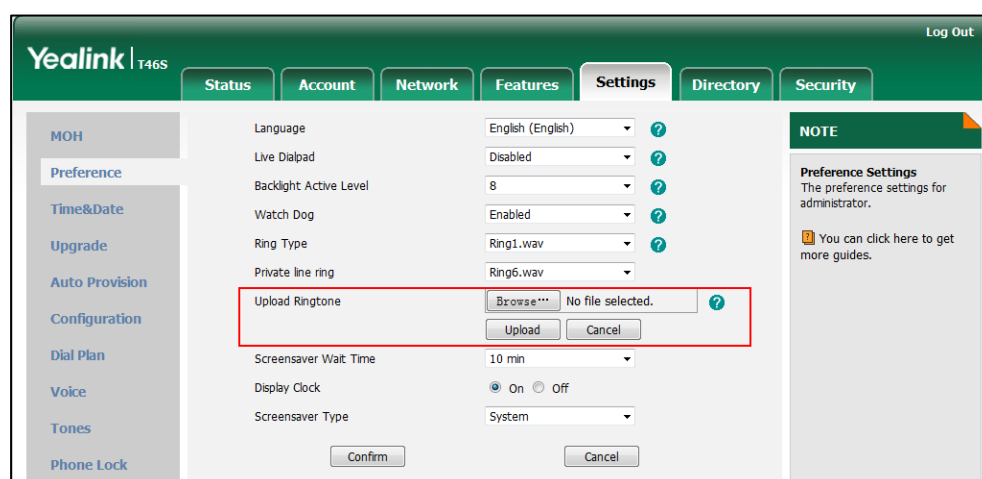 Log Out
Yealink | T46S
Status Account Network Features Settings Directory Security
MOH
Preference
Time&Date
Upgrade
Auto Provision
Configuration
Dial Plan
Voice
Tones
Phone Lock
Language English (English)
Live Dialpad Disabled
Backlight Active Level 8
Watch Dog Enabled
Ring Type Ring1.wav
Private line ring Ring6.wav
Upload Ringtone Browse... No file selected.
Upload Cancel
Screensaver Wait Time 10 min
Display Clock On Off
Screensaver Type System
Confirm Cancel
NOTE
Preference Settings
The preference settings for
administrator.
You can click here to get
more guides.